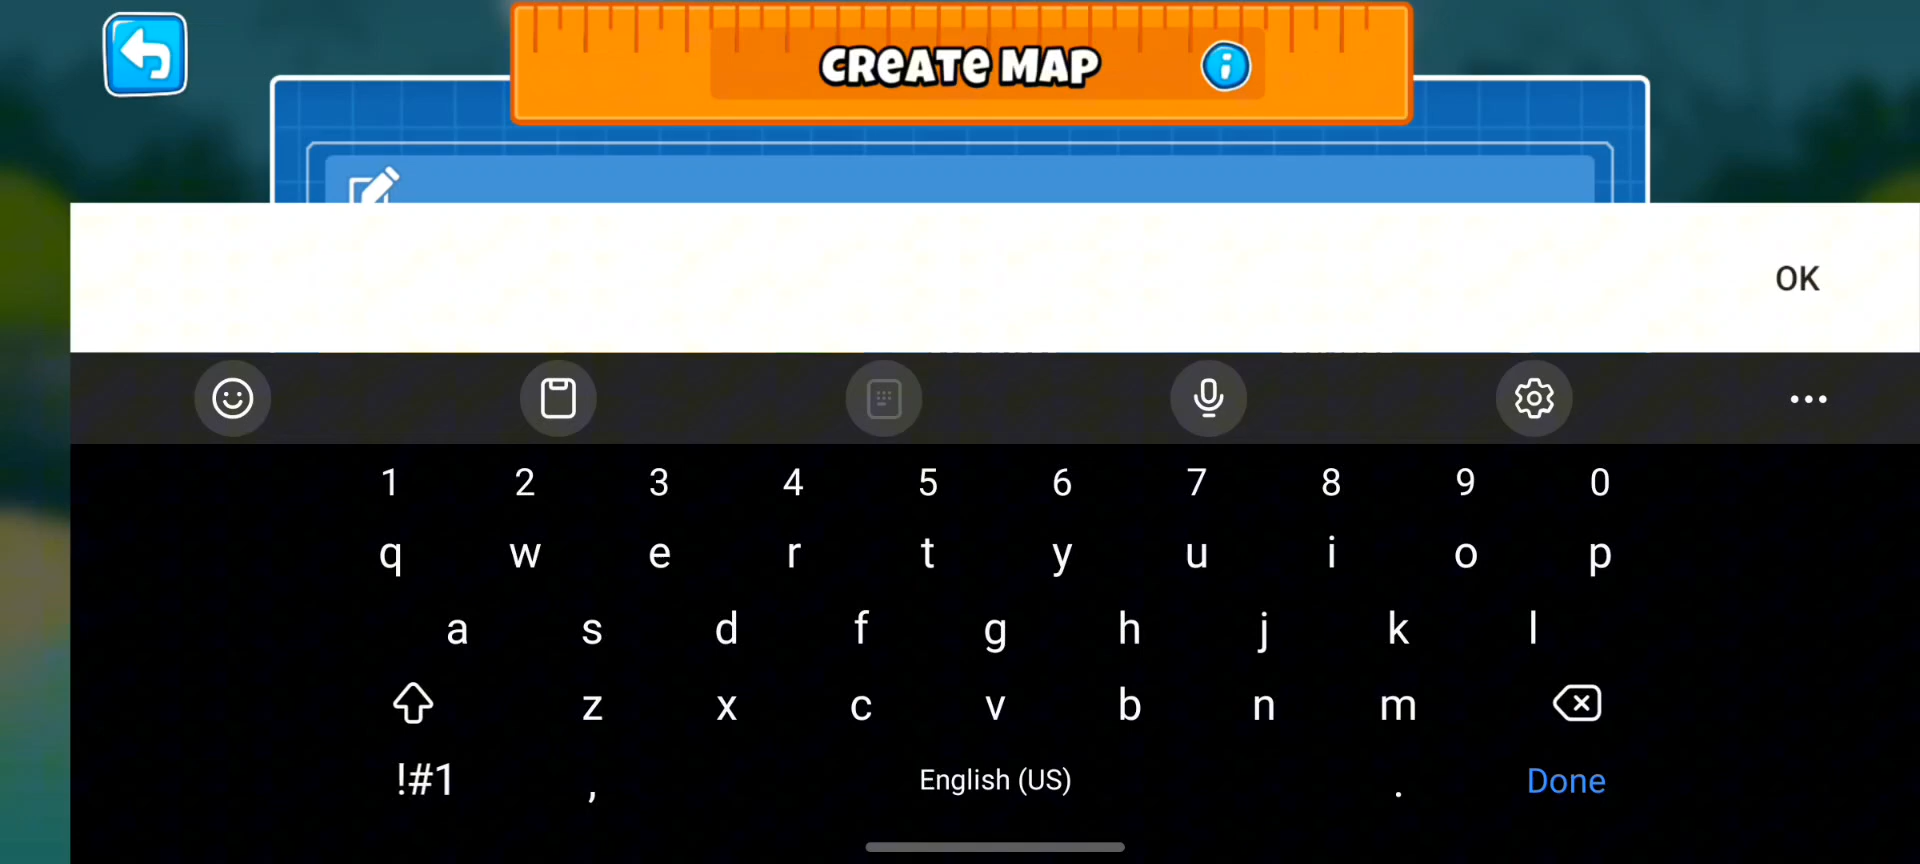 CREATE MAP
OK
1 2 3 4 5 6 7 8 9 0
q w e r t y u i o p
a s d f g h j k l
z x c v b n m
!#1 , English (US) . Done